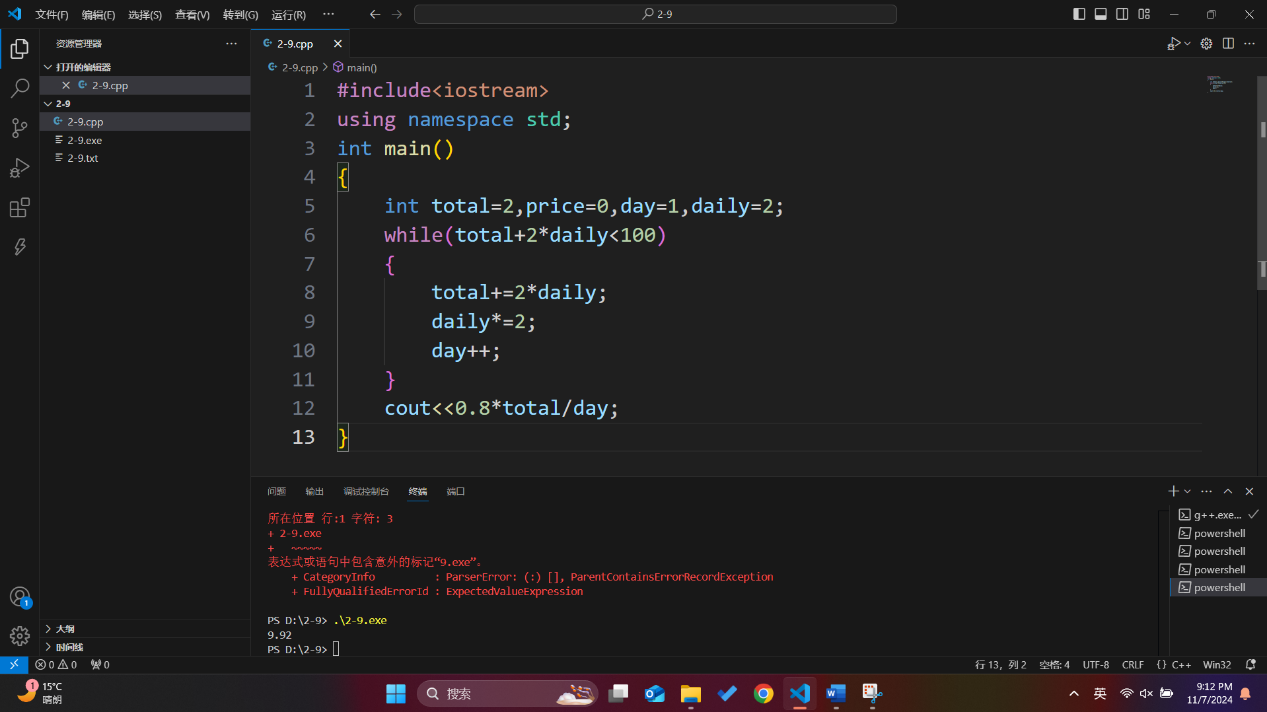 文件(F) 编辑(E) 选择(S) 查看(V) 转到(G) 运行(R) ··· 2-9
资源管理器 ···
打开的编辑器
2-9.cpp
2-9
2-9.cpp
2-9.exe
2-9.txt
大纲
时间线
2-9.cpp
2-9.cpp > main()
1 #include<iostream>
2 using namespace std;
3 int main()
4 {
5 int total=2,price=0,day=1,daily=2;
6 while(total+2*daily<100)
7 {
8 total+=2*daily;
9 daily*=2;
10 day++;
11 }
12 cout<<0.8*total/day;
13 }
问题 输出 调试控制台 终端 端口
所在位置 行:1 字符: 3
+ 2-9.exe
+ ~~~~~
表达式或语句中包含意外的标记“9.exe”。
+ CategoryInfo : ParserError: (:) [], ParentContainsErrorRecordException
+ FullyQualifiedErrorId : ExpectedValueExpression
PS D:\2-9> .\2-9.exe
9.92
PS D:\2-9>
g++.exe...
powershell
powershell
powershell
powershell
1
0 0 0 行 13，列 2 空格: 4 UTF-8 CRLF {} C++ Win32
1 15°C
晴朗
搜索
英
9:12 PM
11/7/2024